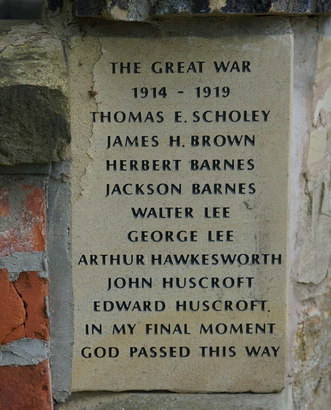 THE GREAT WAR
1914 - 1919
THOMAS E. SCHOLEY
JAMES H. BROWN
HERBERT BARNES
JACKSON BARNES
WALTER LEE
GEORGE LEE
ARTHUR HAWKESWORTH
JOHN HUSCROFT
EDWARD HUSCROFT.
IN MY FINAL MOMENT
GOD PASSED THIS WAY